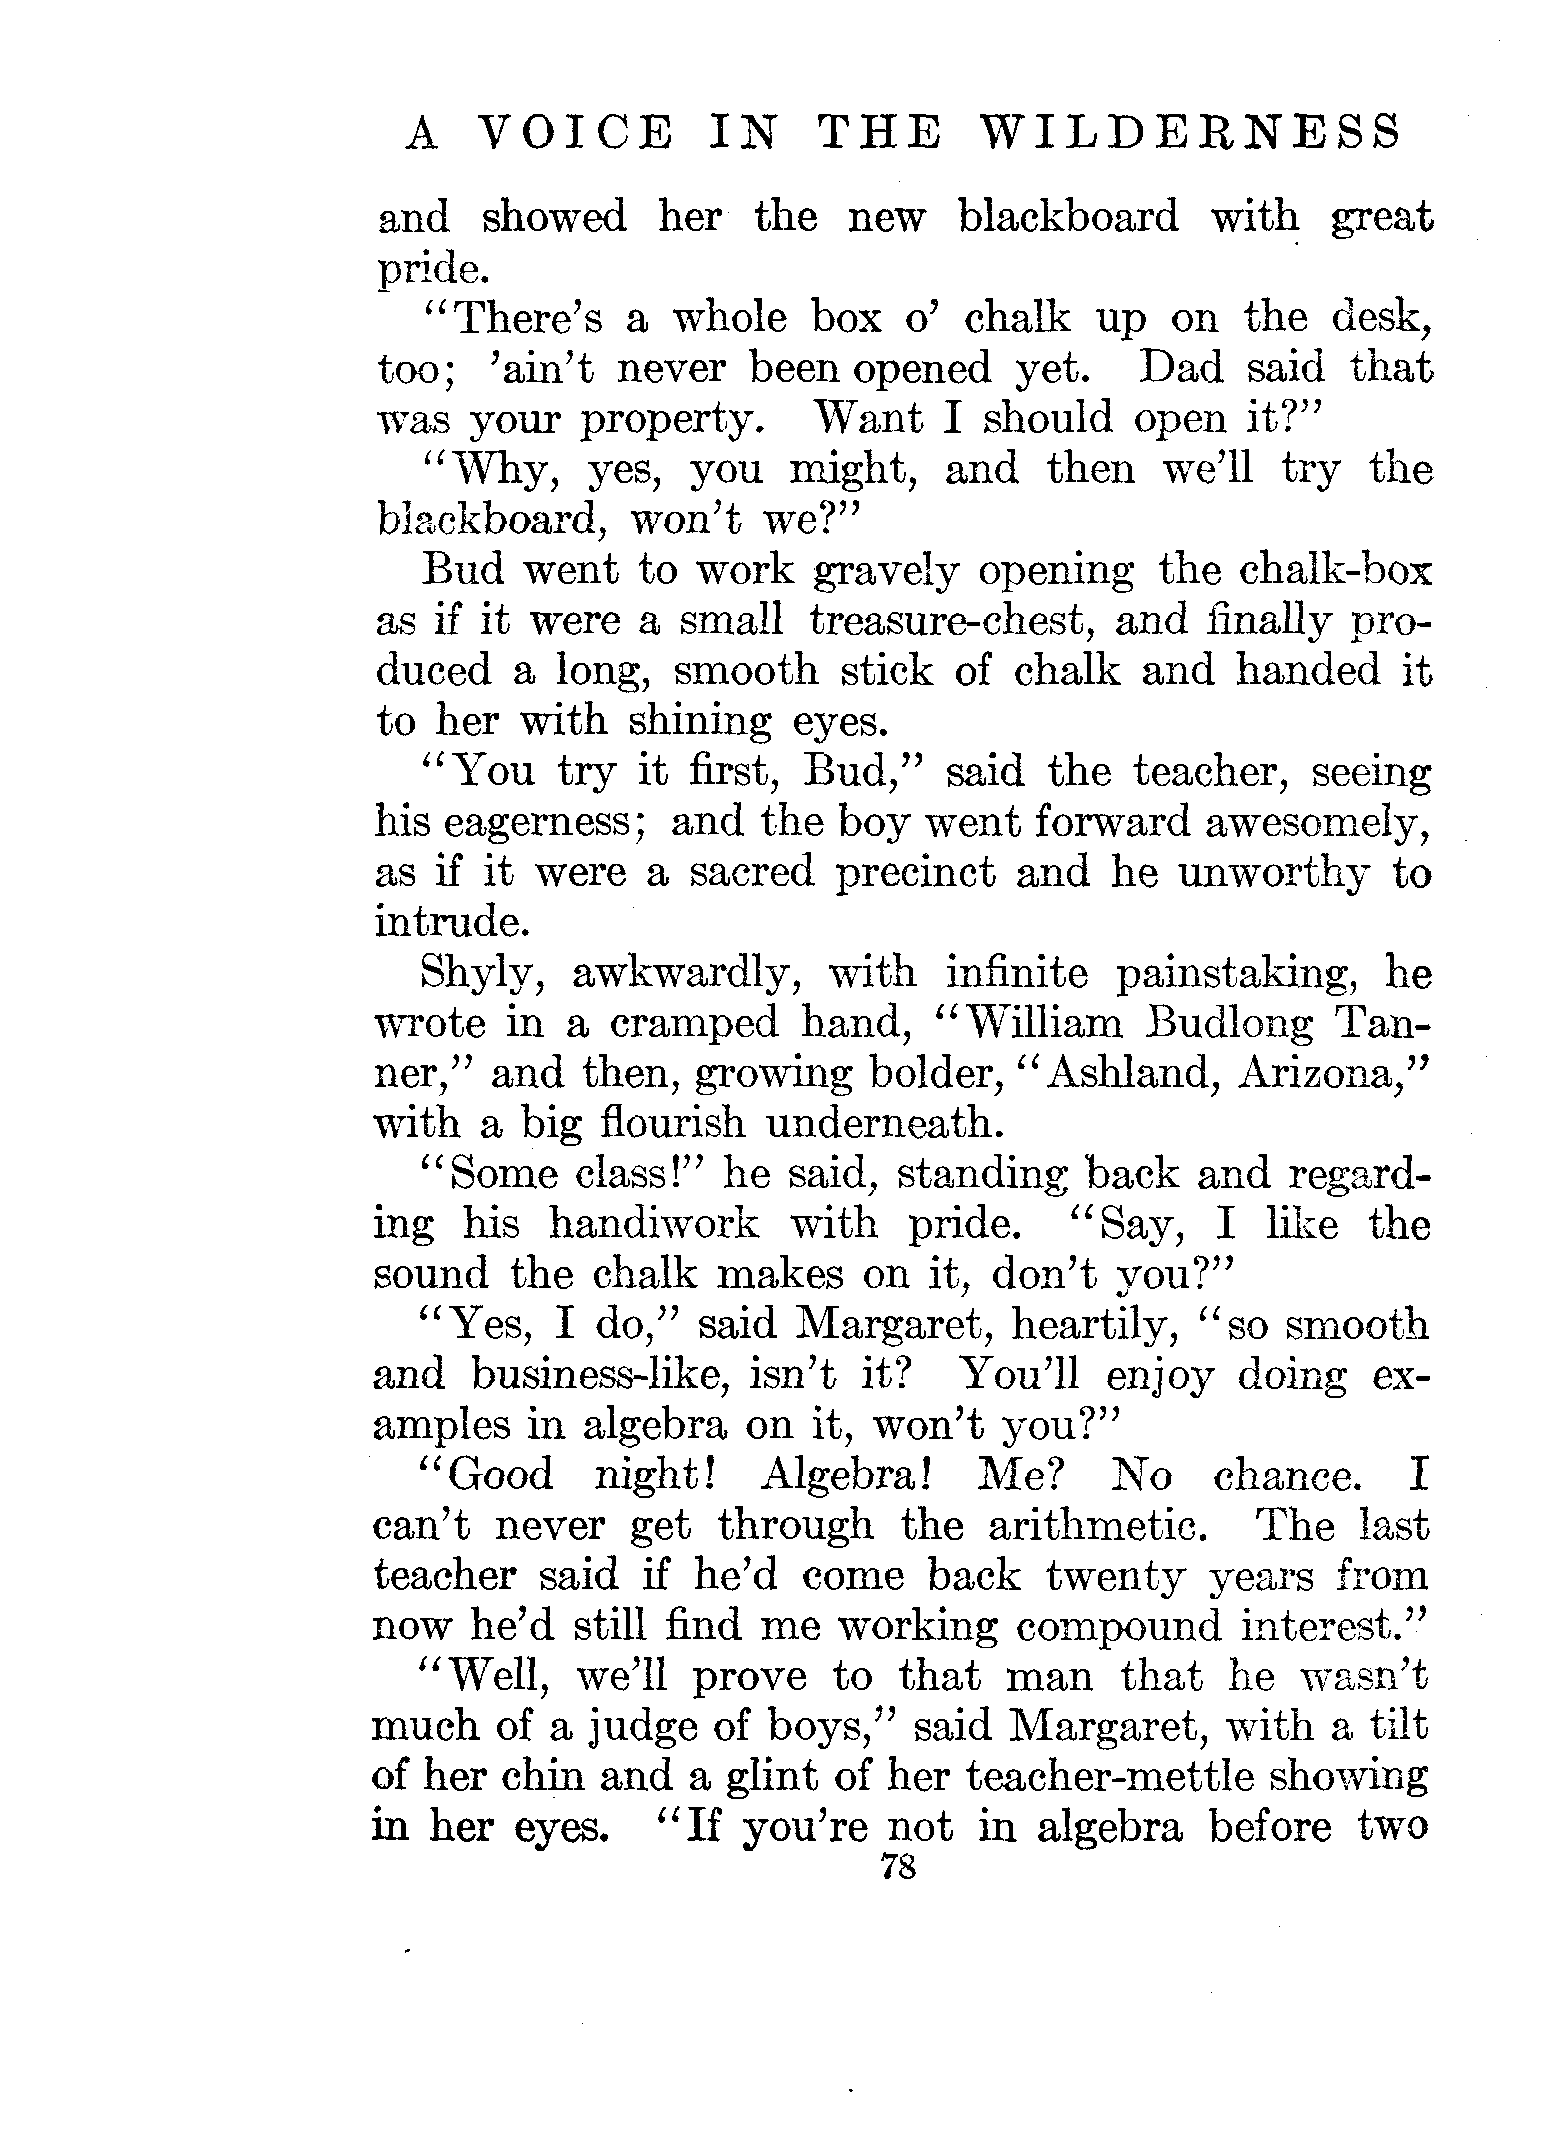 A VOICE IN THE WILDERNESS
and showed her the new blackboard with great
pride.
“There’s a whole box o’ chalk up on the desk,
too; ’ain’t never been opened yet. Dad said that
was your property. Want I should open it?”
“Why, yes, you might, and then we’ll try the
blackboard, won’t we?”
Bud went to work gravely opening the chalk-box
as if it were a small treasure-chest, and finally pro-
duced a long, smooth stick of chalk and handed it
to her with shining eyes.
“You try it first, Bud,” said the teacher, seeing
his eagerness; and the boy went forward awesomely,
as if it were a sacred precinct and he unworthy to
intrude.
Shyly, awkwardly, with infinite painstaking, he
wrote in a cramped hand, “William Budlong Tan-
ner,” and then, growing bolder, “Ashland, Arizona,”
with a big flourish underneath.
“Some class!” he said, standing back and regard-
ing his handiwork with pride. “Say, I like the
sound the chalk makes on it, don’t you?”
“Yes, I do,” said Margaret, heartily, “so smooth
and business-like, isn’t it? You’ll enjoy doing ex-
amples in algebra on it, won’t you?”
“Good night! Algebra! Me? No chance. I
can’t never get through the arithmetic. The last
teacher said if he’d come back twenty years from
now he’d still find me working compound interest.”
“Well, we’ll prove to that man that he wasn’t
much of a judge of boys,” said Margaret, with a tilt
of her chin and a glint of her teacher-mettle showing
in her eyes. “If you’re not in algebra before two
78